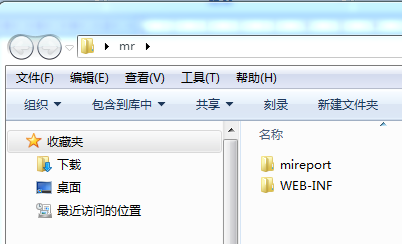 mr
文件(F) 编辑(E) 查看(V) 工具(T) 帮助(H)
组织 包含到库中 共享 刻录 新建文件夹
收藏夹
下载
桌面
最近访问的位置
名称
mireport
WEB-INF